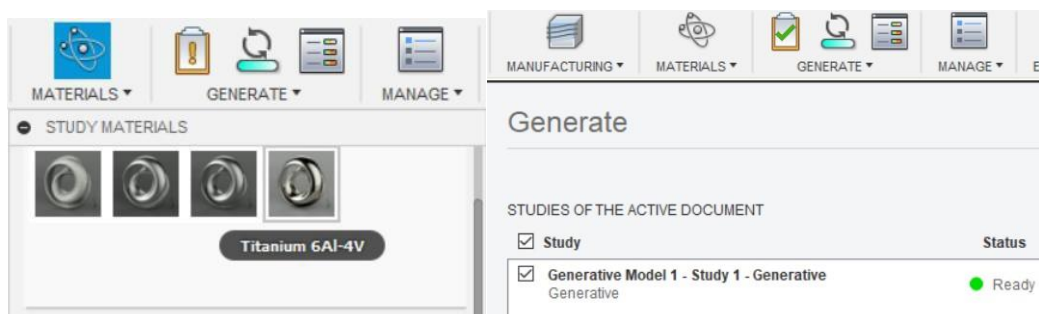 MATERIALS ▾ GENERATE ▾ MANAGE ▾
STUDY MATERIALS
Titanium 6Al-4V
MANUFACTURING ▾ MATERIALS ▾ GENERATE ▾ MANAGE ▾ E
Generate
STUDIES OF THE ACTIVE DOCUMENT
Study Status
Generative Model 1 - Study 1 - Generative Ready
Generative